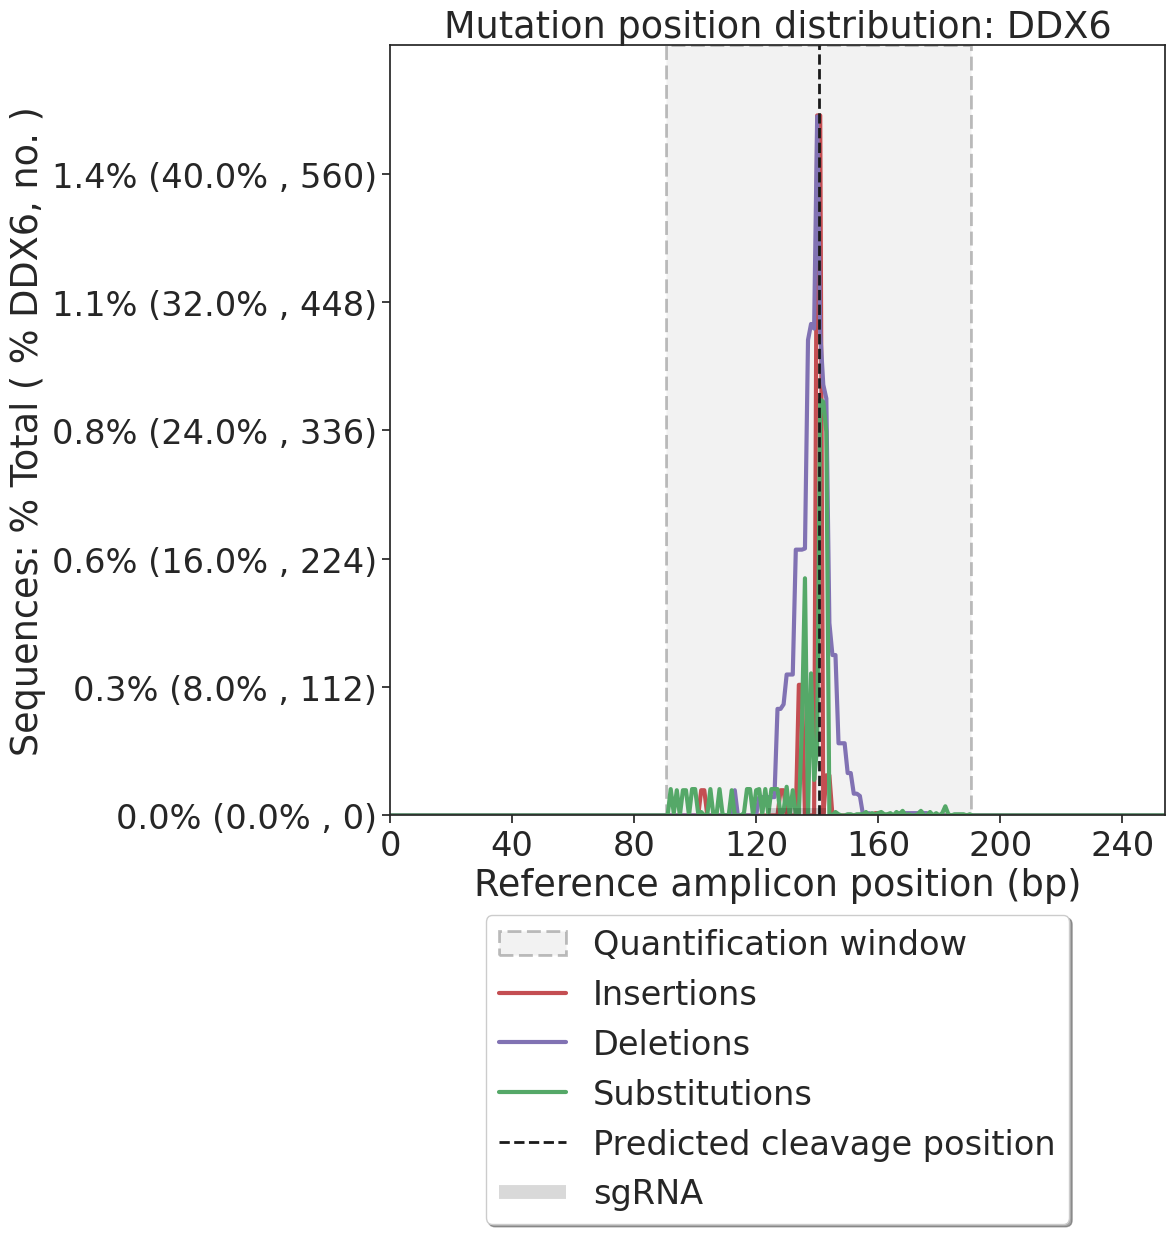 Mutation position distribution: DDX6
Sequences: % Total ( % DDX6, no. )
1.4% (40.0% , 560)
1.1% (32.0% , 448)
0.8% (24.0% , 336)
0.6% (16.0% , 224)
0.3% (8.0% , 112)
0.0% (0.0% , 0)
0 40 80 120 160 200 240
Reference amplicon position (bp)
Quantification window
Insertions
Deletions
Substitutions
Predicted cleavage position
sgRNA